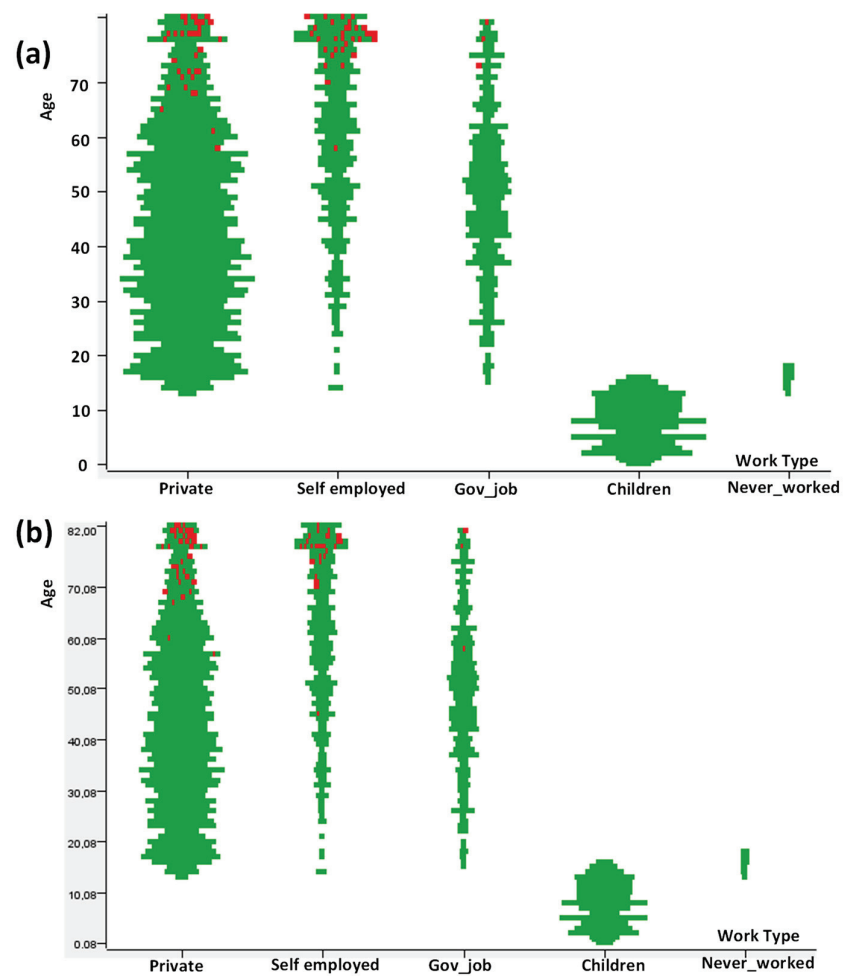 (a)
Age
70
60
50
40
30
20
10
0
Work Type
Private Self employed Gov_job Children Never_worked
(b)
Age
82,00
70,08
60,08
50,08
40,08
30,08
20,08
10,08
0.08
Work Type
Private Self employed Gov_job Children Never_worked